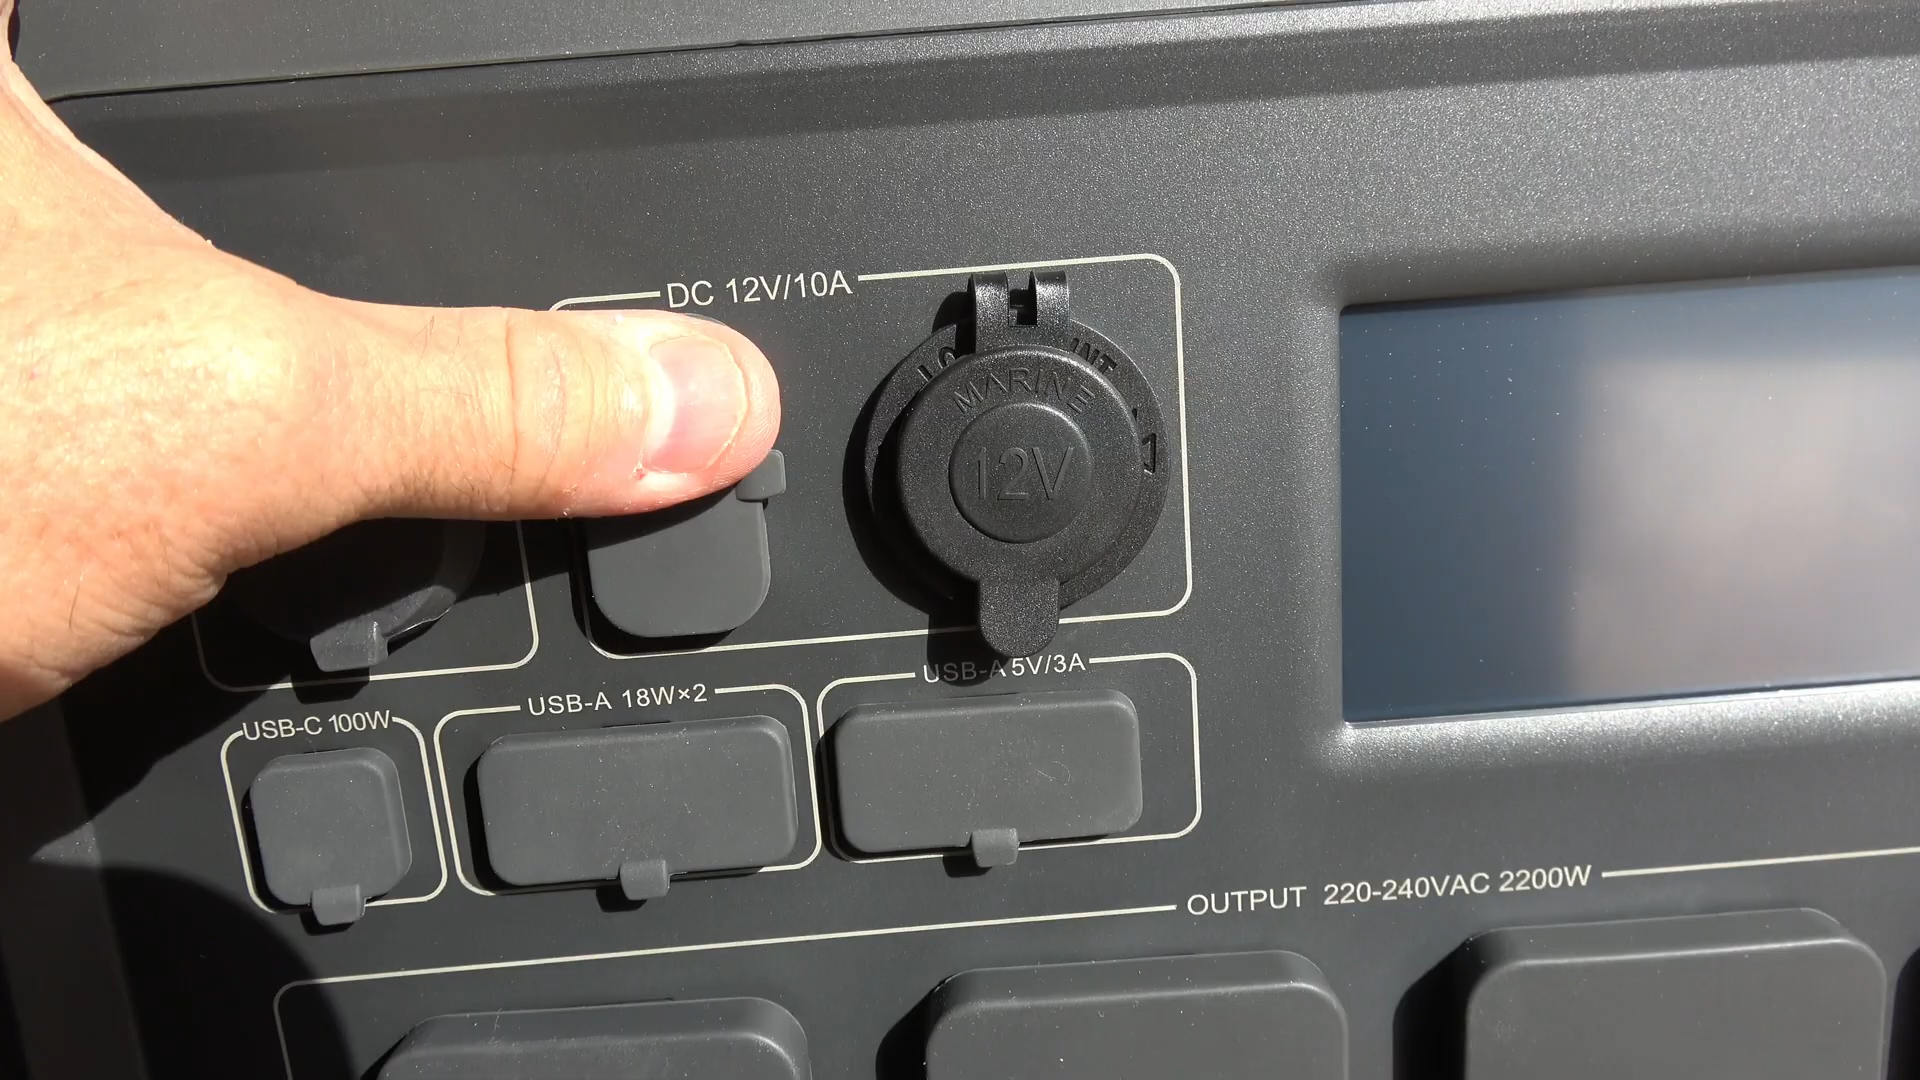 DC 12V/10A
MARINE
12V
USB-A 5V/3A
USB-A 18W×2
USB-C 100W
OUTPUT 220-240VAC 2200W